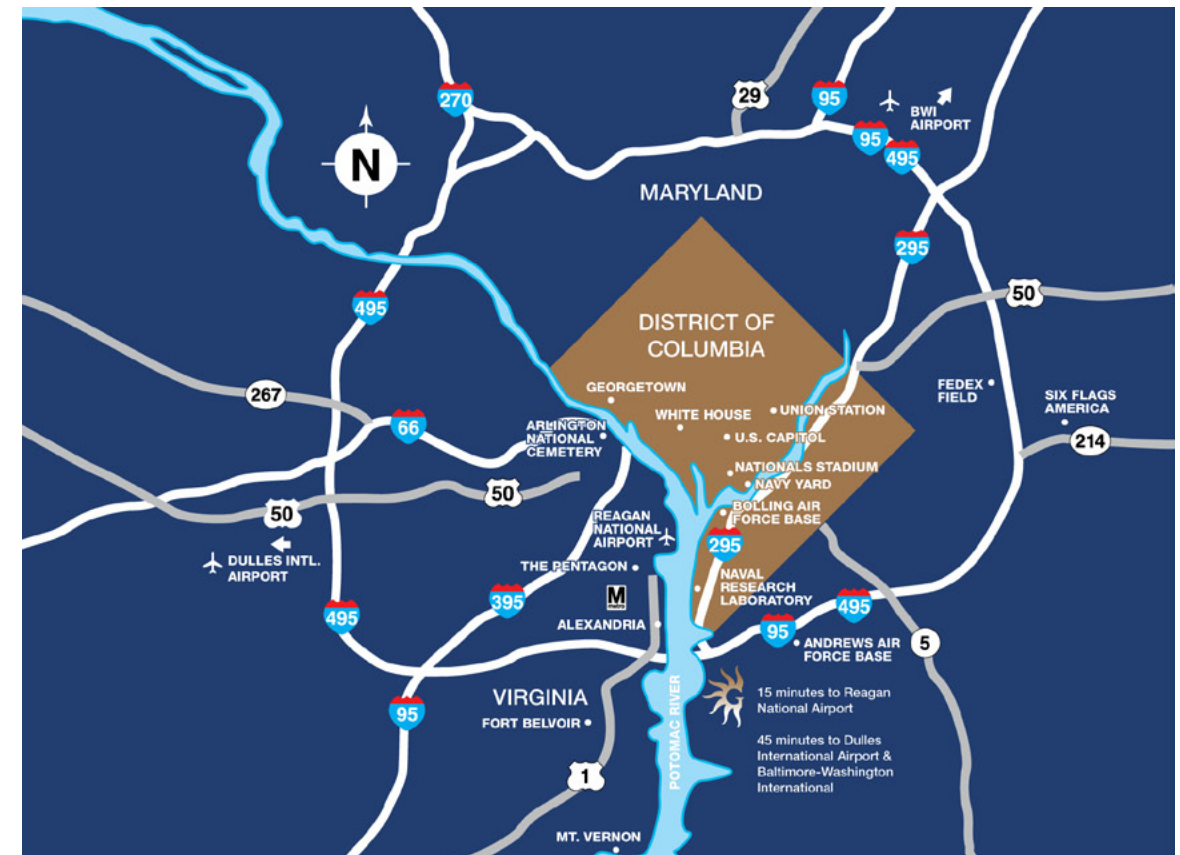 270
29
95
BWI
AIRPORT
95
495
N
MARYLAND
295
50
495
DISTRICT OF
COLUMBIA
267
GEORGETOWN
FEDEX
FIELD
SIX FLAGS
AMERICA
66
WHITE HOUSE
UNION STATION
ARLINGTON
NATIONAL
CEMETERY
U.S. CAPITOL
214
NATIONALS STADIUM
NAVY YARD
50
50
BOLLING AIR
FORCE BASE
REAGAN
NATIONAL
AIRPORT
295
DULLES INTL.
AIRPORT
THE PENTAGON
NAVAL
RESEARCH
LABORATORY
395
M
metro
495
495
ALEXANDRIA
95
5
ANDREWS AIR
FORCE BASE
VIRGINIA
FORT BELVOIR
95
POTOMAC RIVER
15 minutes to Reagan
National Airport
45 minutes to Dulles
International Airport &
Baltimore-Washington
International
1
MT. VERNON